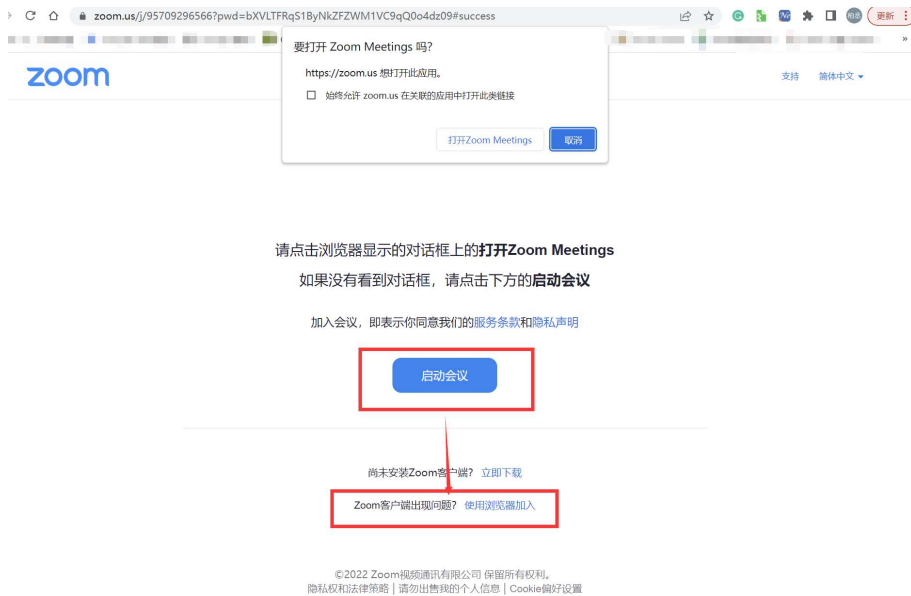 zoom.us/j/95709296566?pwd=bXVLTFRqS1ByNkZFZWM1VC9qQ0o4dz09#success
更新
要打开 Zoom Meetings 吗?
https://zoom.us 想打开此应用。
始终允许 zoom.us 在关联的应用中打开此类链接
打开Zoom Meetings 取消
zoom
支持 简体中文
请点击浏览器显示的对话框上的打开Zoom Meetings
如果没有看到对话框，请点击下方的启动会议
加入会议，即表示你同意我们的服务条款和隐私声明
启动会议
尚未安装Zoom客户端？ 立即下载
Zoom客户端出现问题？ 使用浏览器加入
©2022 Zoom视频通讯有限公司 保留所有权利。
隐私权和法律策略 | 请勿出售我的个人信息 | Cookie偏好设置